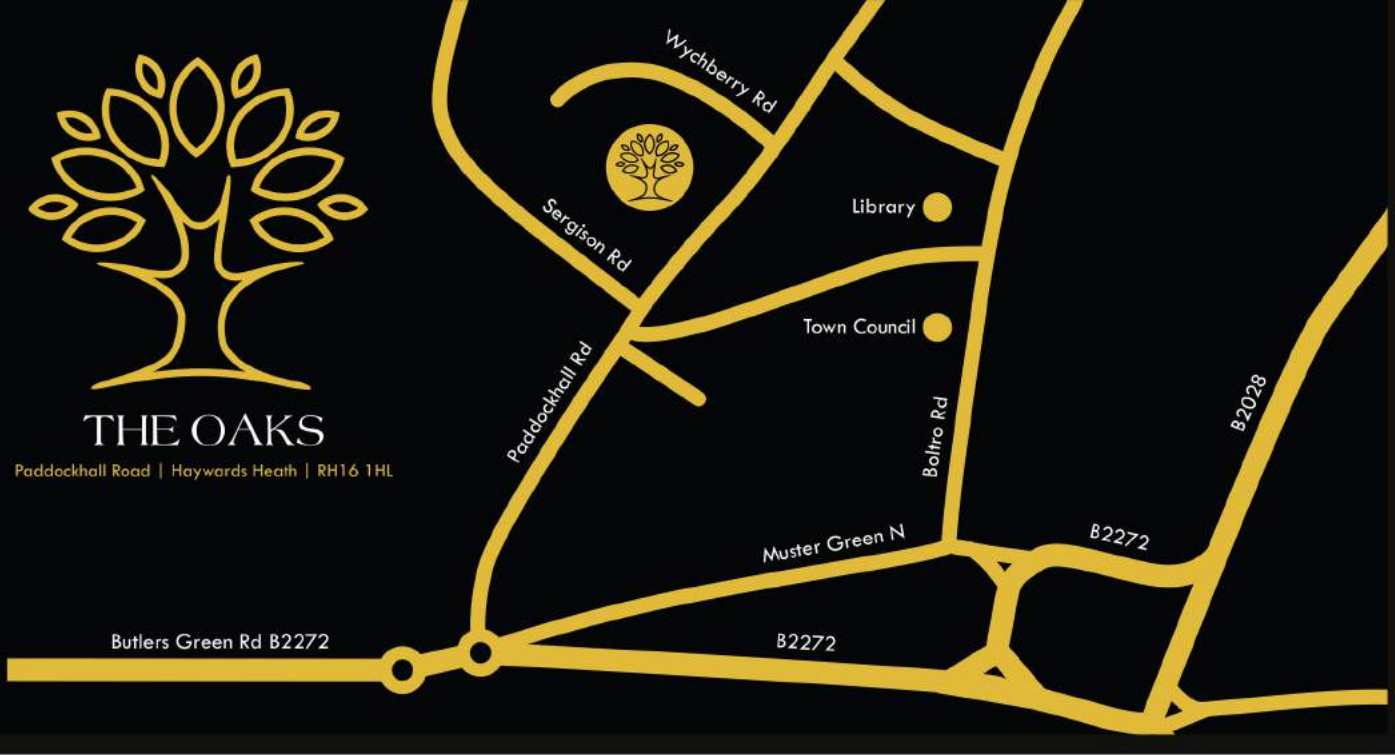 THE OAKS
Paddockhall Road | Haywards Heath | RH16 1HL
Wychberry Rd
Sergison Rd
Library
Town Council
Paddockhall Rd
Boltro Rd
B2028
Muster Green N
B2272
Butlers Green Rd B2272
B2272